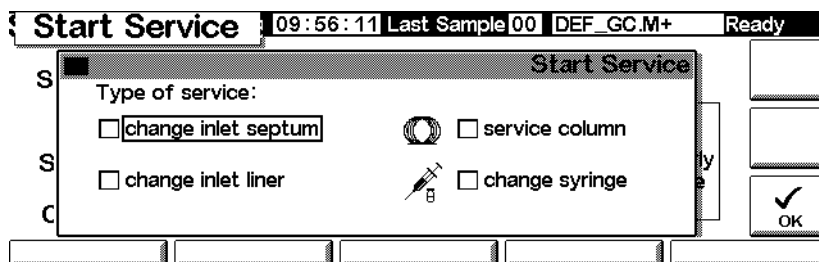 Start Service 09:56:11 Last Sample 00 DEF_GC.M+ Ready
Start Service
S
Type of service:
change inlet septum service column
S ly
change inlet liner change syringe
e
OK